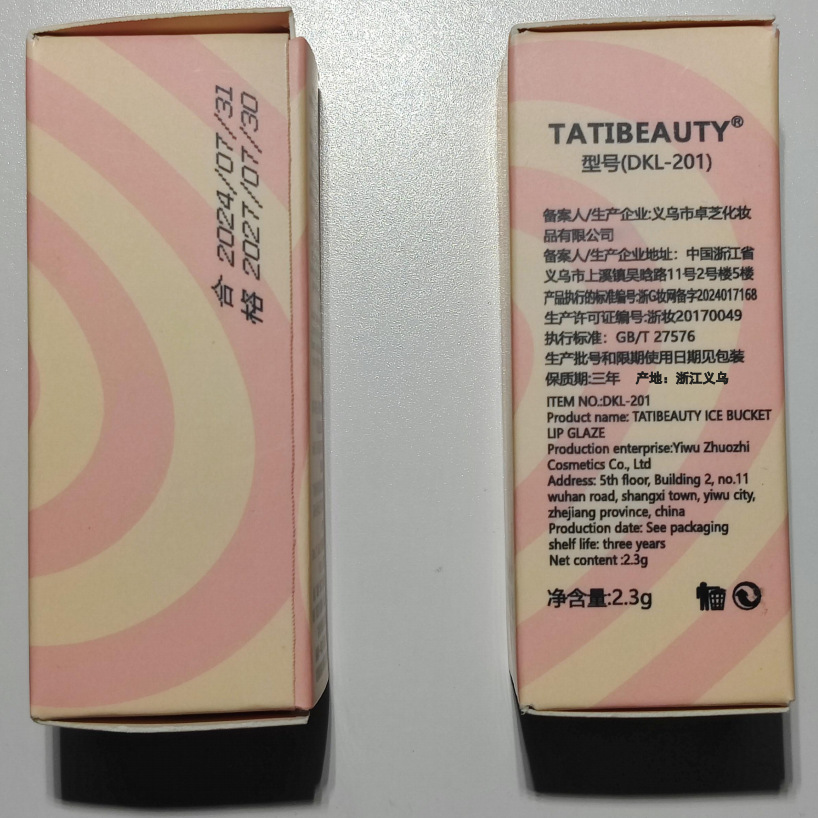 合 2024/07/31
格 2027/07/30
TATIBEAUTY®
型号(DKL-201)
备案人/生产企业:义乌市卓芝化妆
品有限公司
备案人/生产企业地址：中国浙江省
义乌市上溪镇吴晗路11号2号楼5楼
产品执行的标准编号:浙G妆网备字2024017168
生产许可证编号:浙妆20170049
执行标准：GB/T 27576
生产批号和限期使用日期见包装
保质期:三年 产地：浙江义乌
ITEM NO.:DKL-201
Product name: TATIBEAUTY ICE BUCKET
LIP GLAZE
Production enterprise:Yiwu Zhuozhi
Cosmetics Co., Ltd
Address: 5th floor, Building 2, no.11
wuhan road, shangxi town, yiwu city,
zhejiang province, china
Production date: See packaging
shelf life: three years
Net content :2.3g
净含量:2.3g